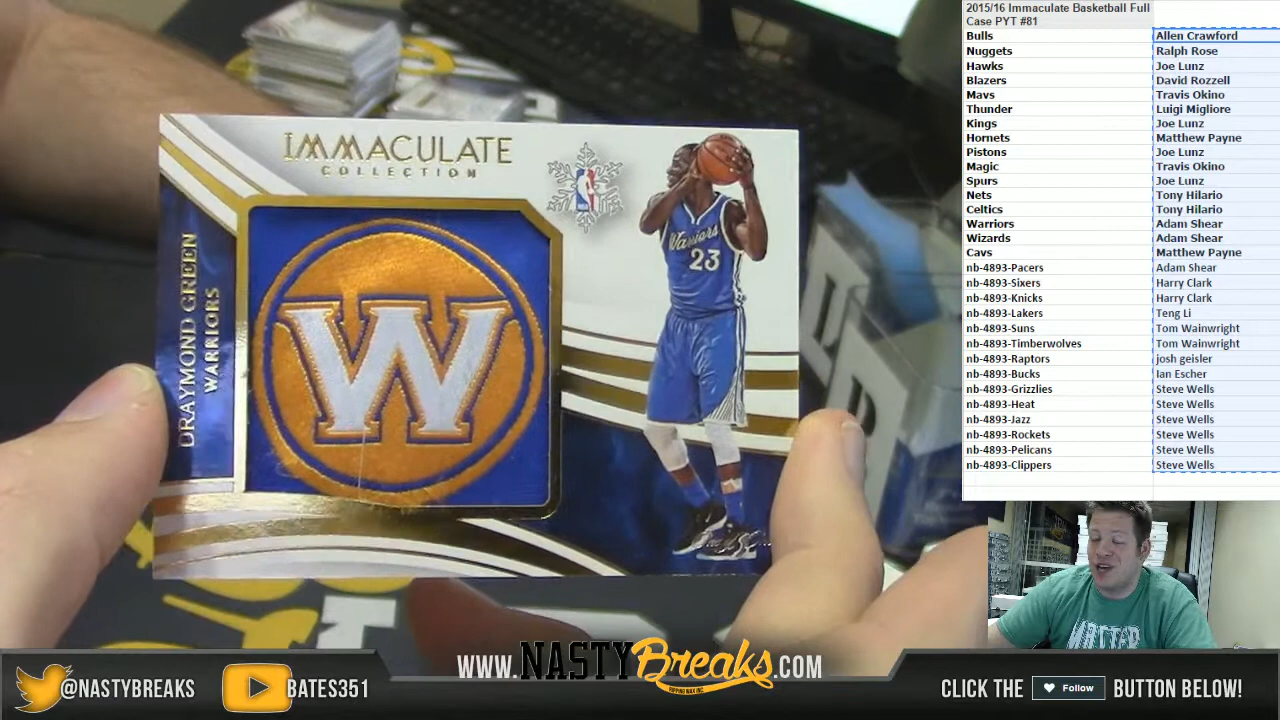 2015/16 Immaculate Basketball Full
Case PYT #81
Bulls Allen Crawford
Nuggets Ralph Rose
Hawks Joe Lunz
Blazers David Rozzell
Mavs Travis Okino
Thunder Luigi Migliore
Kings Joe Lunz
Hornets Matthew Payne
Pistons Joe Lunz
Magic Travis Okino
Spurs Joe Lunz
Nets Tony Hilario
Celtics Tony Hilario
Warriors Adam Shear
Wizards Adam Shear
Cavs Matthew Payne
nb-4893-Pacers Adam Shear
nb-4893-Sixers Harry Clark
nb-4893-Knicks Harry Clark
nb-4893-Lakers Teng Li
nb-4893-Suns Tom Wainwright
nb-4893-Timberwolves Tom Wainwright
nb-4893-Raptors josh geisler
nb-4893-Bucks Ian Escher
nb-4893-Grizzlies Steve Wells
nb-4893-Heat Steve Wells
nb-4893-Jazz Steve Wells
nb-4893-Rockets Steve Wells
nb-4893-Pelicans Steve Wells
nb-4893-Clippers Steve Wells
IMMACULATE
COLLECTION
DRAYMOND GREEN
WARRIORS
W
Warriors
23
WWW.NASTYBreaks.COM
RIPPING WAX INC.
@NASTYBREAKS
BATES351
CLICK THE Follow BUTTON BELOW!